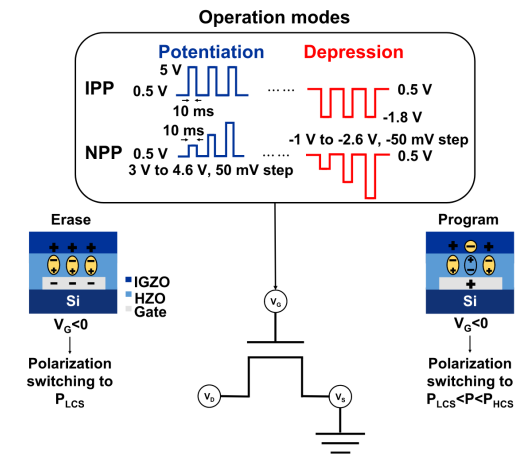 Operation modes
Potentiation Depression
IPP
5 V
0.5 V
10 ms
......
0.5 V
-1.8 V
NPP
10 ms
0.5 V
3 V to 4.6 V, 50 mV step
......
-1 V to -2.6 V, -50 mV step
0.5 V
Erase
+ + +
- - -
Si
IGZO
HZO
Gate
V_G<0
Polarization
switching to
P_LCS
V_G
V_D
V_S
Program
+ - +
+
Si
V_G<0
Polarization
switching to
P_LCS<P<P_HCS